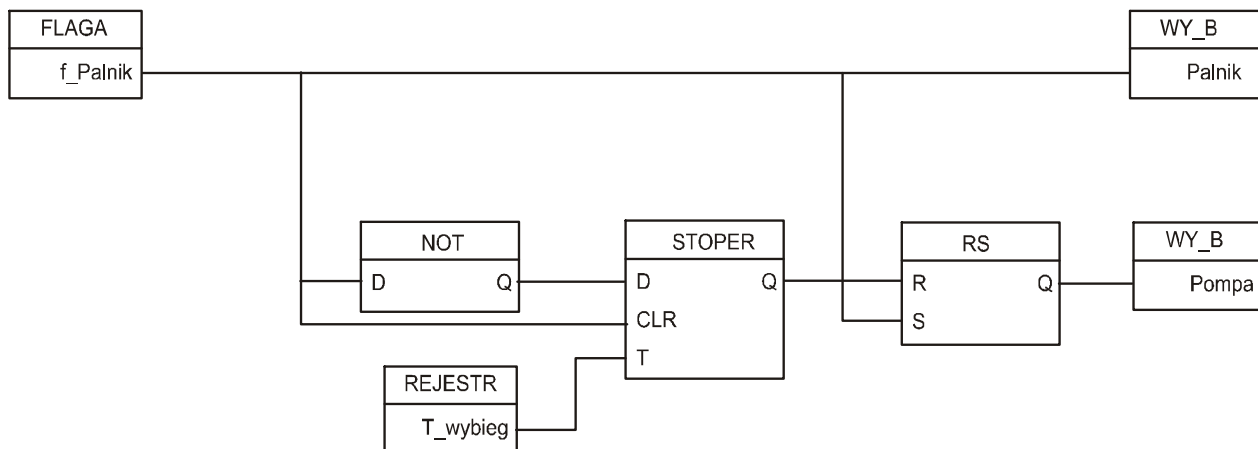 FLAGA
f_Palnik
WY_B
Palnik
NOT
D Q
STOPER
D Q
CLR
T
RS
R Q
S
WY_B
Pompa
REJESTR
T_wybieg